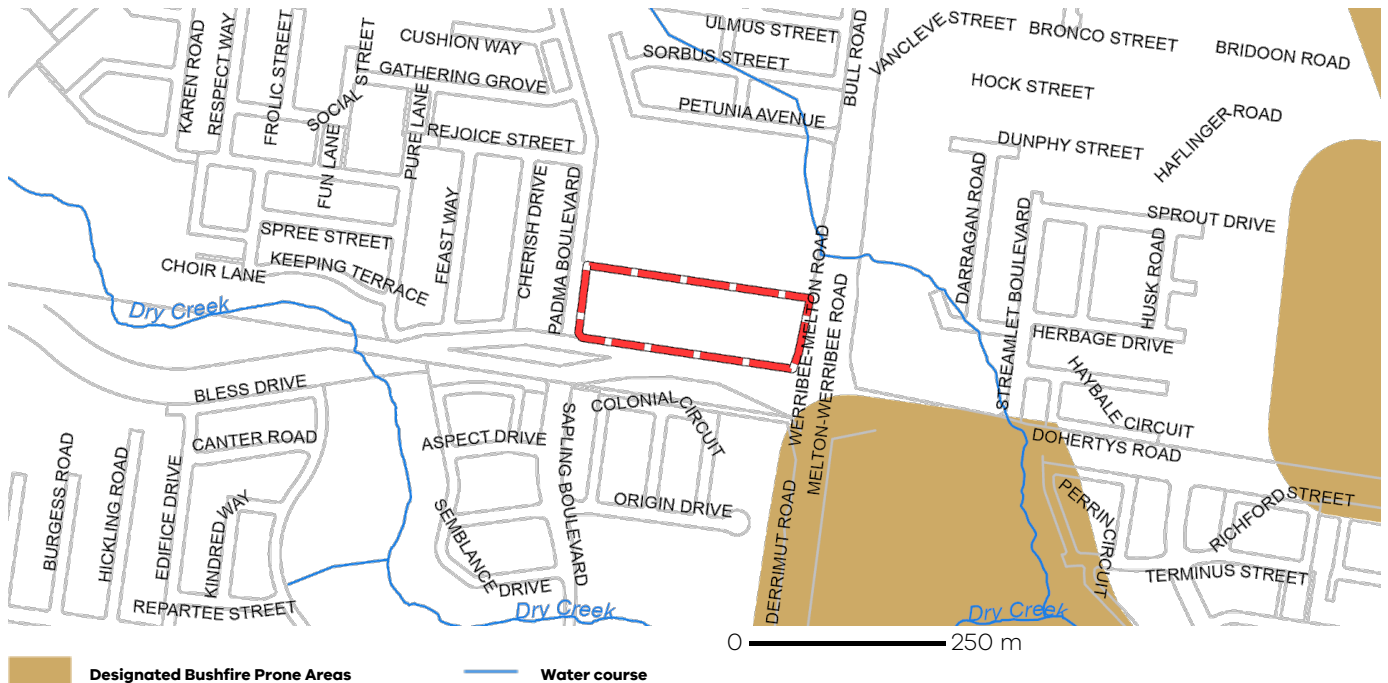 ULMUS STREET
VANCLEVE STREET
BRONCO STREET
BRIDOON ROAD
CUSHION WAY
SORBUS STREET
BULL ROAD
KAREN ROAD
RESPECT WAY
FROLIC STREET
SOCIAL STREET
GATHERING GROVE
HOCK STREET
PETUNIA AVENUE
HAFLINGER ROAD
FUN LANE
PURE LANE
REJOICE STREET
DUNPHY STREET
CHERISH DRIVE
PADMA BOULEVARD
DARRAGAN ROAD
STREAMLET BOULEVARD
SPROUT DRIVE
SPREE STREET
FEAST WAY
HUSK ROAD
CHOIR LANE
KEEPING TERRACE
WERRIBEE-MELTON ROAD
MELTON-WERRIBEE ROAD
Dry Creek
HERBAGE DRIVE
HAYBALE CIRCUIT
BLESS DRIVE
COLONIAL CIRCUIT
CANTER ROAD
ASPECT DRIVE
SAPLING BOULEVARD
DOHERTYS ROAD
BURGESS ROAD
HICKLING ROAD
EDIFICE DRIVE
KINDRED WAY
SEMBLANCE DRIVE
ORIGIN DRIVE
DERRIMUT ROAD
PERRIN CIRCUIT
RICHFORD STREET
TERMINUS STREET
REPARTEE STREET
Dry Creek
Dry Creek
0 250 m
Designated Bushfire Prone Areas
Water course